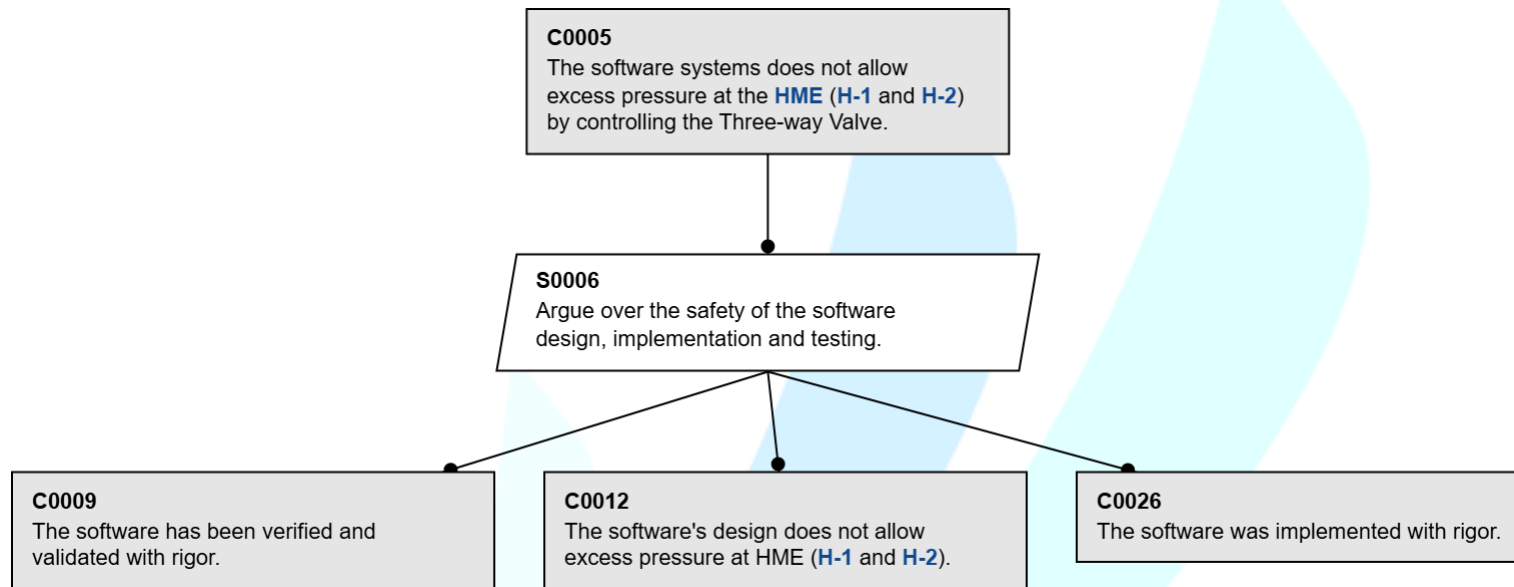 C0005
The software systems does not allow
excess pressure at the HME (H-1 and H-2)
by controlling the Three-way Valve.
S0006
Argue over the safety of the software
design, implementation and testing.
C0009
The software has been verified and
validated with rigor.
C0012
The software's design does not allow
excess pressure at HME (H-1 and H-2).
C0026
The software was implemented with rigor.